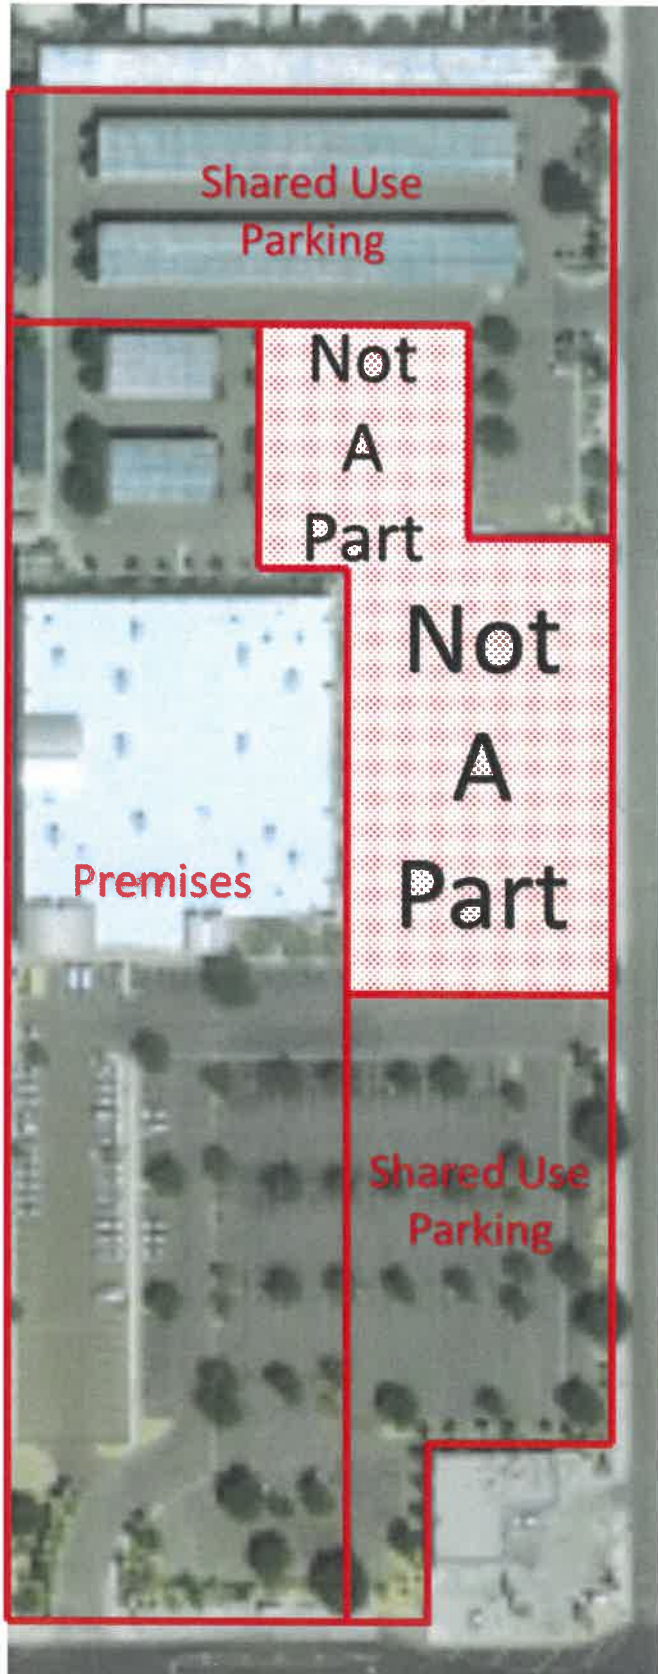 Shared Use
Parking
Not
A
Part
Not
A
Part
Premises
Shared Use
Parking